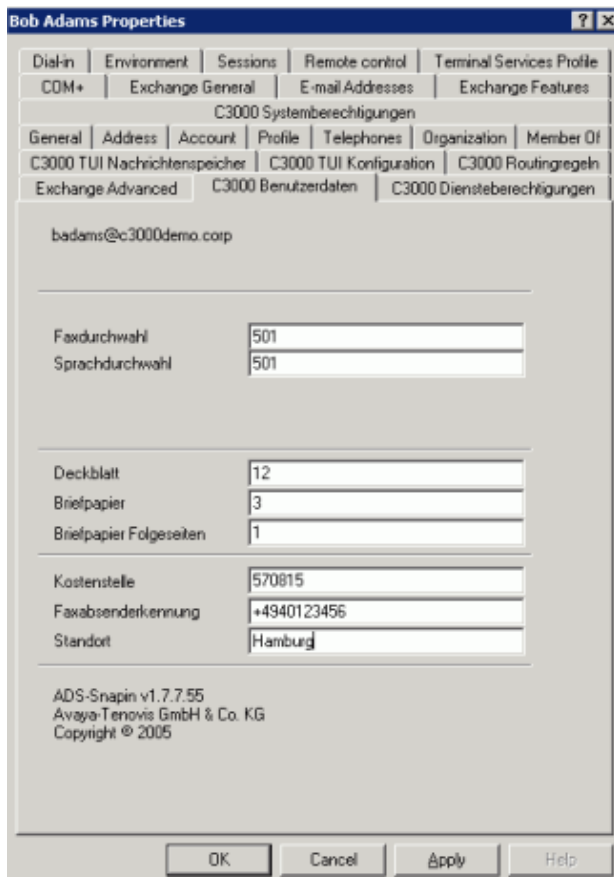 Bob Adams Properties
Dial-in Environment Sessions Remote control Terminal Services Profile
COM+ Exchange General E-mail Addresses Exchange Features
C3000 Systemberechtigungen
General Address Account Profile Telephones Organization Member Of
C3000 TUI Nachrichtenspeicher C3000 TUI Konfiguration C3000 Routingregeln
Exchange Advanced C3000 Benutzerdaten C3000 Diensteberechtigungen
badams@c3000demo.corp
Faxdurchwahl 501
Sprachdurchwahl 501
Deckblatt 12
Briefpapier 3
Briefpapier Folgeseiten 1
Kostenstelle 570815
Faxabsenderkennung +4940123456
Standort Hamburg
ADS-Snapin v1.7.7.55
Avaya-Tenovis GmbH & Co. KG
Copyright © 2005
OK Cancel Apply Help